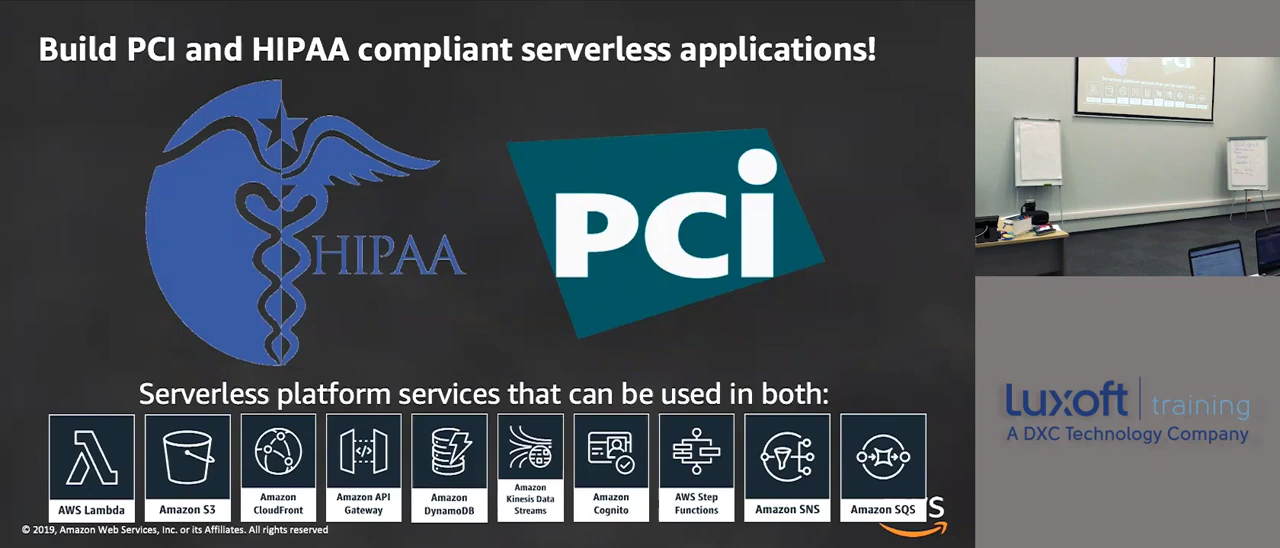 Build PCI and HIPAA compliant serverless applications!
HIPAA
PCi
Serverless platform services that can be used in both:
AWS Lambda
Amazon S3
Amazon
CloudFront
Amazon API
Gateway
Amazon
DynamoDB
Amazon
Kinesis Data
Streams
Amazon
Cognito
AWS Step
Functions
Amazon SNS
Amazon SQS
S
© 2019, Amazon Web Services, Inc. or its Affiliates. All rights reserved
Luxoft | training
A DXC Technology Company